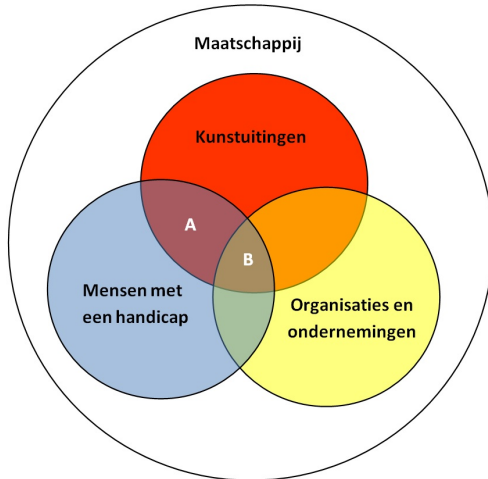 Maatschappij
Kunstuitingen
A
B
Mensen met
een handicap
Organisaties en
ondernemingen